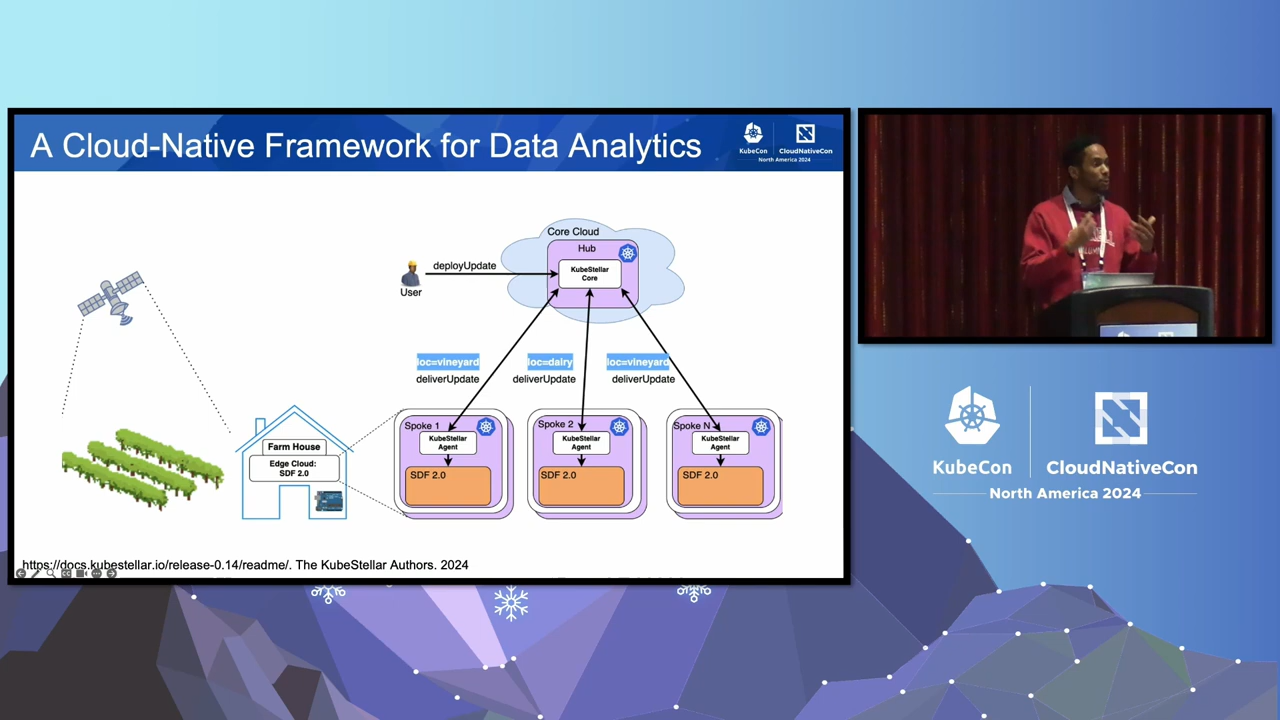 A Cloud-Native Framework for Data Analytics
KubeCon
CloudNativeCon
North America 2024
Core Cloud
Hub
KubeStellar
Core
deployUpdate
User
loc=vineyard
deliverUpdate
loc=dairy
deliverUpdate
loc=vineyard
deliverUpdate
Farm House
Edge Cloud:
SDF 2.0
Spoke 1
KubeStellar
Agent
SDF 2.0
Spoke 2
KubeStellar
Agent
SDF 2.0
Spoke N
KubeStellar
Agent
SDF 2.0
https://docs.kubestellar.io/release-0.14/readme/. The KubeStellar Authors. 2024
KubeCon
CloudNativeCon
North America 2024